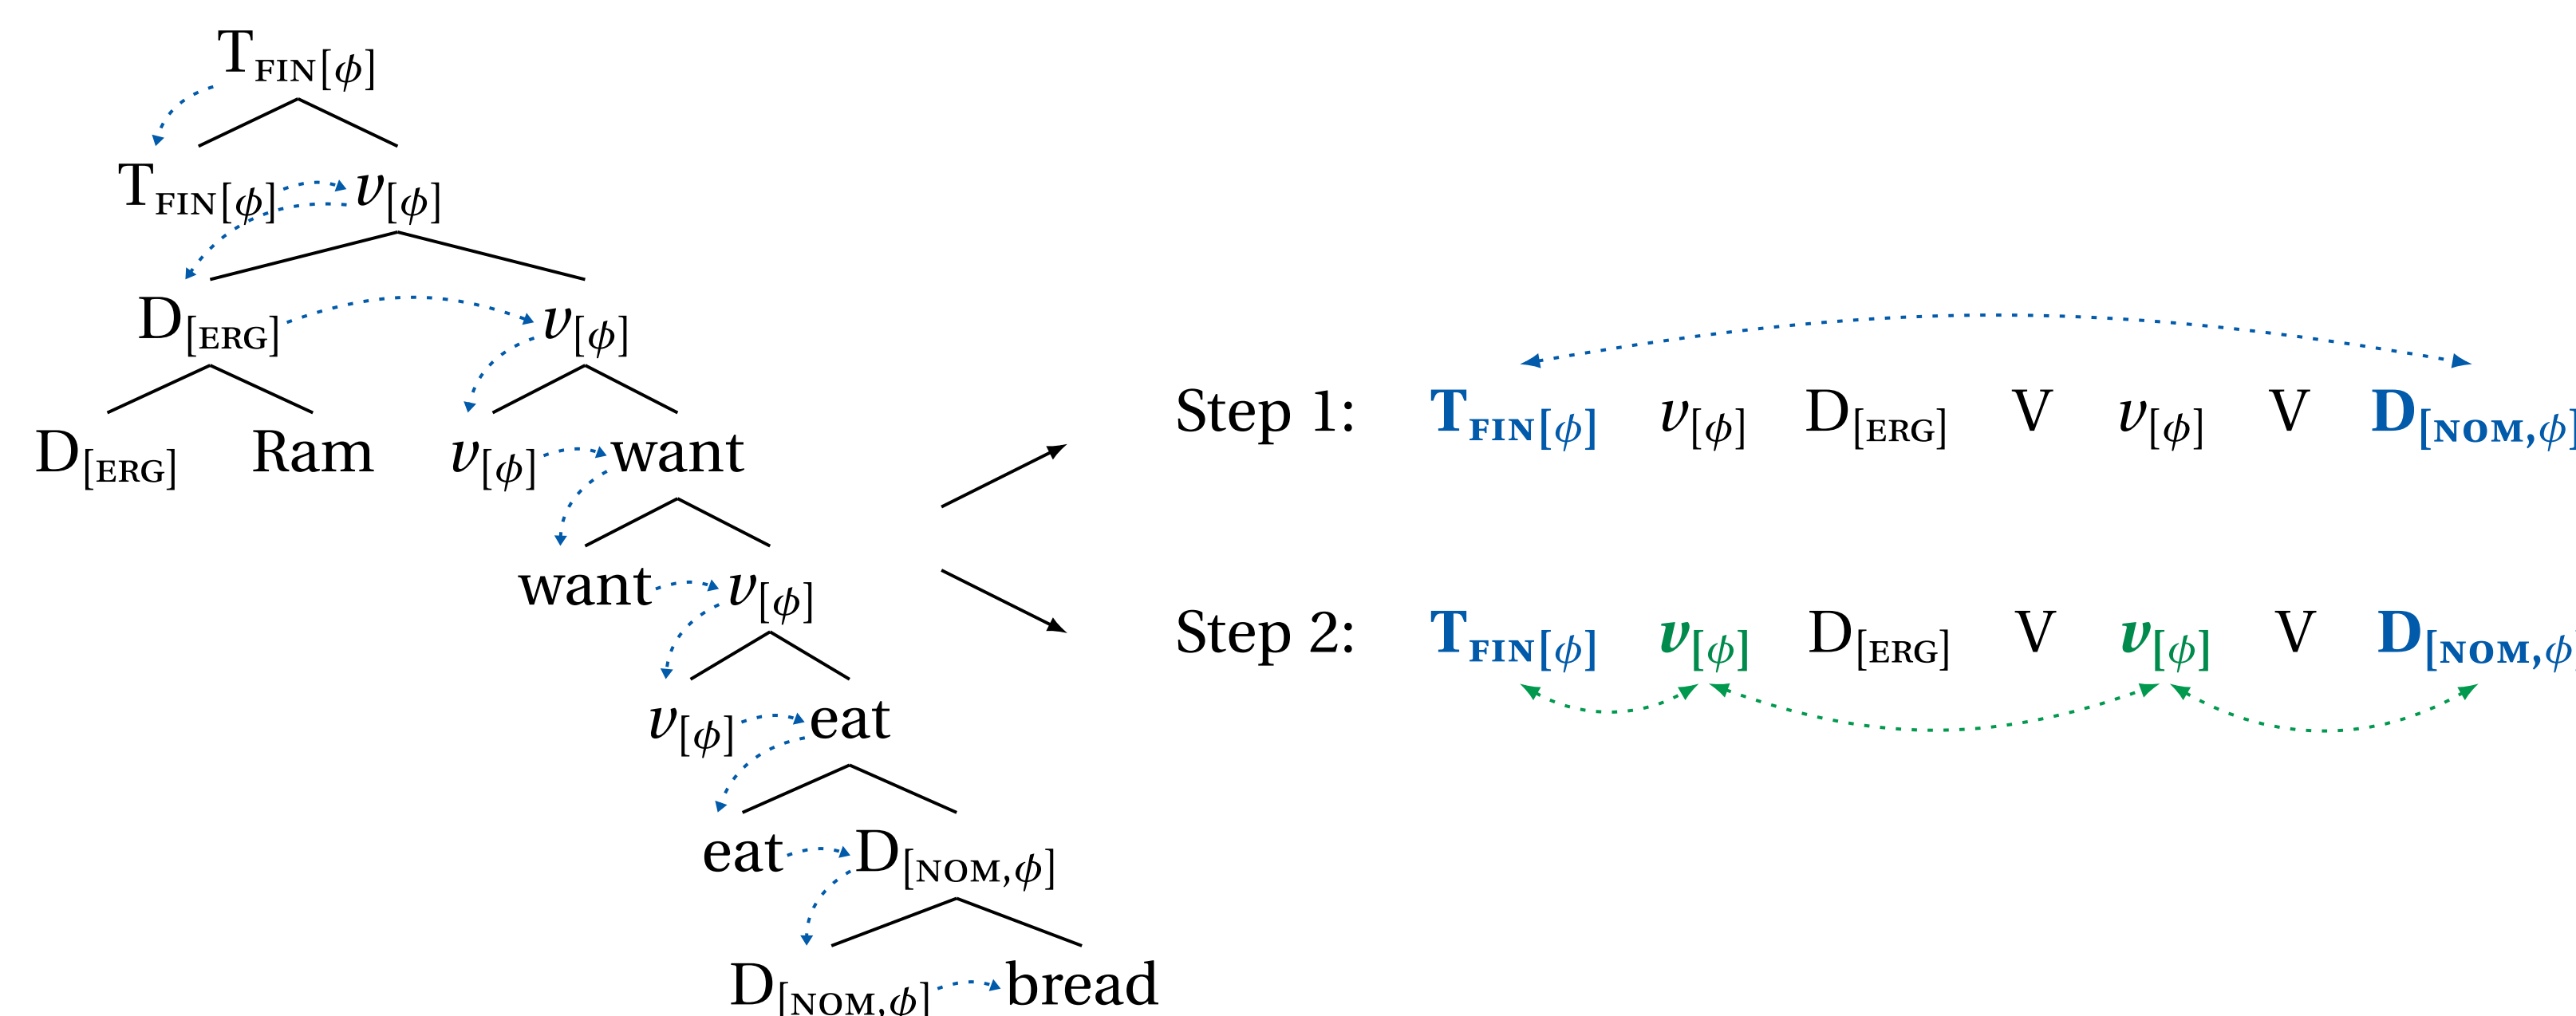 T_FIN[ϕ]
T_FIN[ϕ] v[ϕ]
D[ERG] v[ϕ]
D[ERG] Ram v[ϕ] want
want v[ϕ]
v[ϕ] eat
eat D[NOM,ϕ]
D[NOM,ϕ] bread
Step 1: T_FIN[ϕ] v[ϕ] D[ERG] V v[ϕ] V D[NOM,ϕ]
Step 2: T_FIN[ϕ] v[ϕ] D[ERG] V v[ϕ] V D[NOM,ϕ